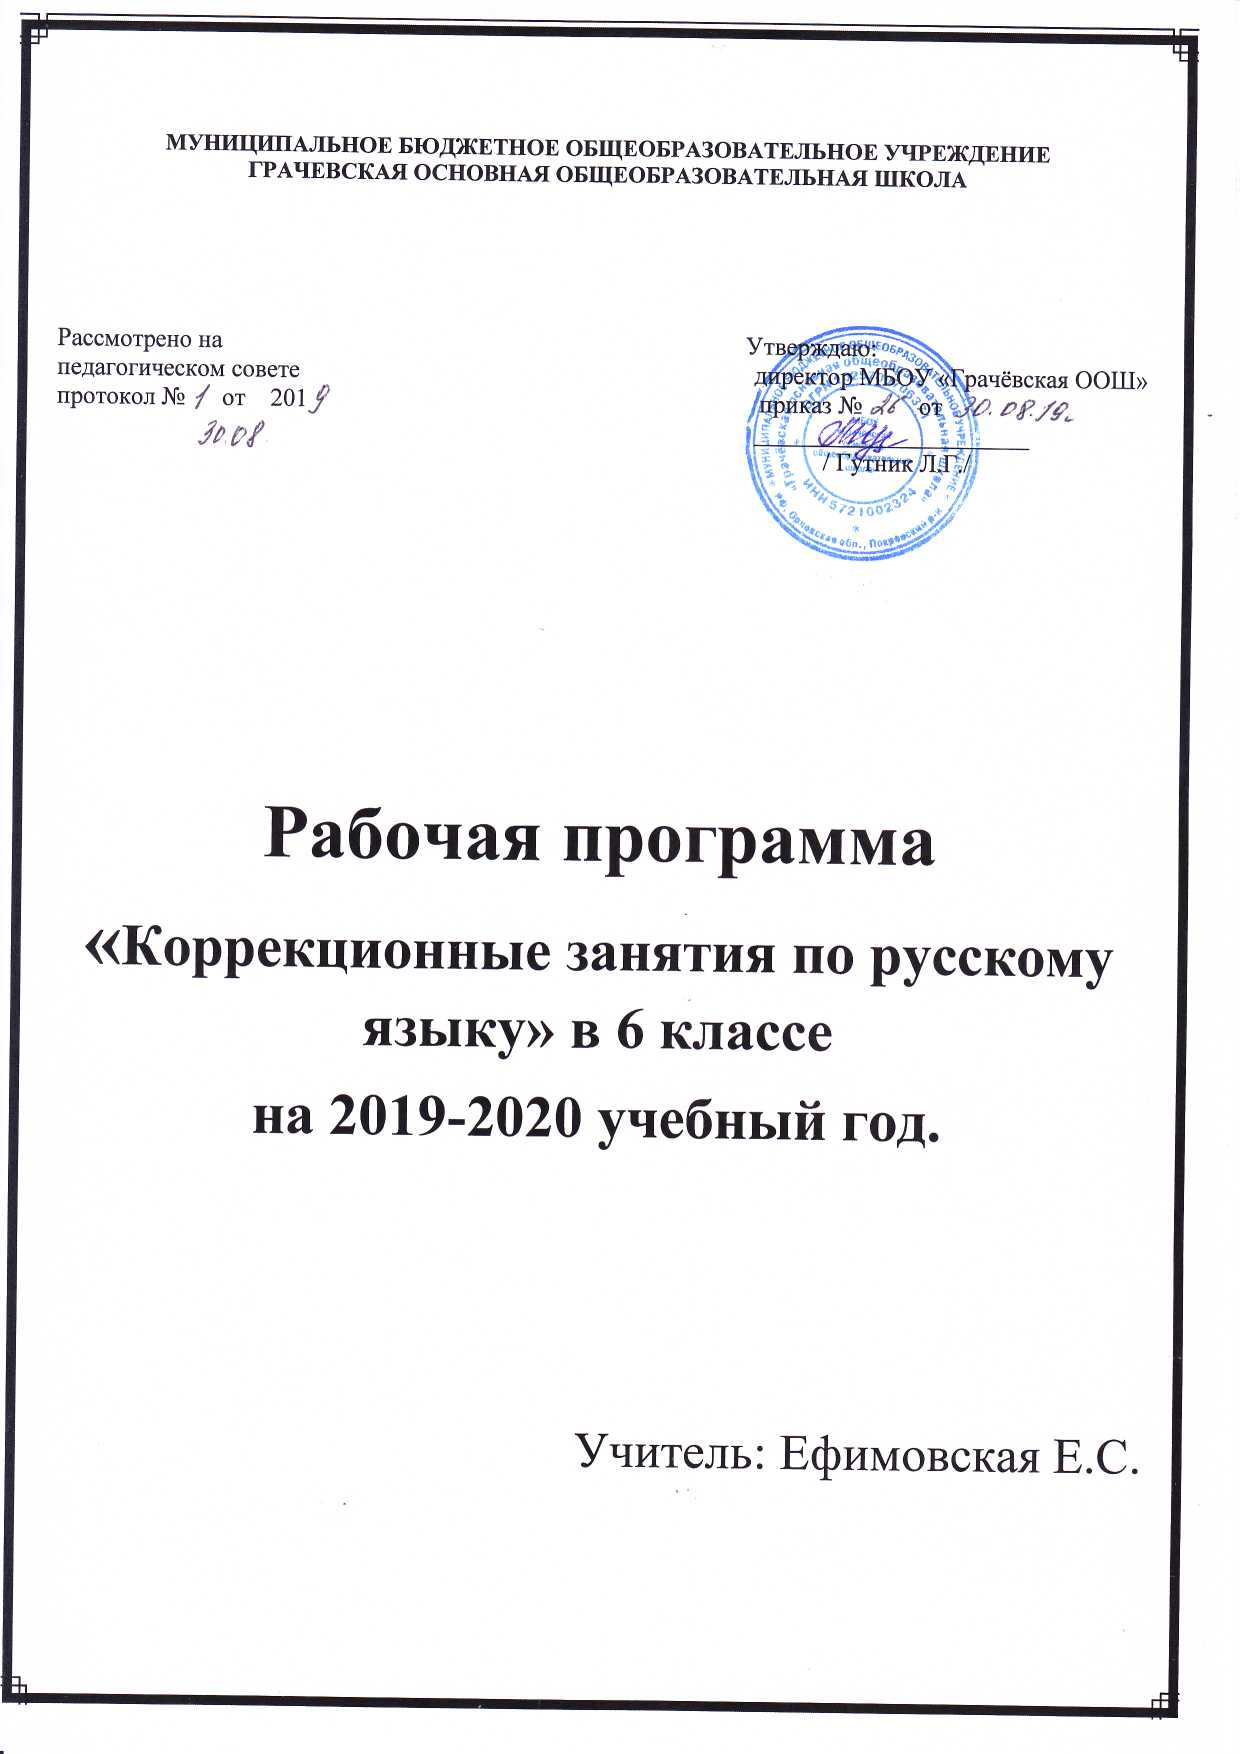 МУНИЦИПАЛЬНОЕ БЮДЖЕТНОЕ ОБЩЕОБРАЗОВАТЕЛЬНОЕ УЧРЕЖДЕНИЕ
ГРАЧЕВСКАЯ ОСНОВНАЯ ОБЩЕОБРАЗОВАТЕЛЬНАЯ ШКОЛА
Рассмотрено на
педагогическом совете
протокол № 1 от 2019
30.08
Утверждаю:
директор МБОУ «Грачёвская ООШ»
приказ № 26 от 30.08.19г
/ Гутник Л.Г./
ИНН 5721002324
Рабочая программа
«Коррекционные занятия по русскому
языку» в 6 классе
на 2019-2020 учебный год.
Учитель: Ефимовская Е.С.